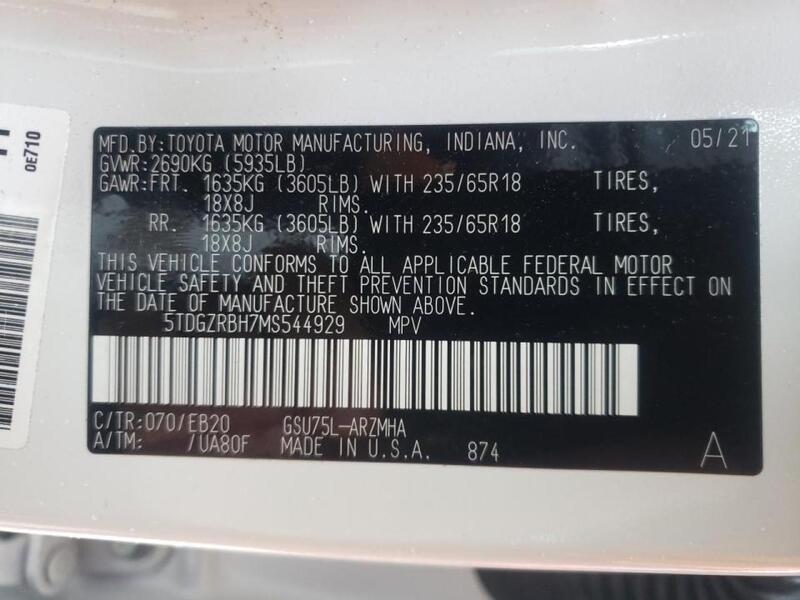 MFD.BY:TOYOTA MOTOR MANUFACTURING, INDIANA, INC. 05/21
GVWR:2690KG (5935LB)
GAWR:FRT. 1635KG (3605LB) WITH 235/65R18 TIRES,
18X8J RIMS.
RR. 1635KG (3605LB) WITH 235/65R18 TIRES,
18X8J RIMS.
THIS VEHICLE CONFORMS TO ALL APPLICABLE FEDERAL MOTOR
VEHICLE SAFETY AND THEFT PREVENTION STANDARDS IN EFFECT ON
THE DATE OF MANUFACTURE SHOWN ABOVE.
5TDGZRBH7MS544929 MPV
C/TR:070/EB20 GSU75L-ARZMHA
A/TM: /UA80F MADE IN U.S.A. 874 A
0E710